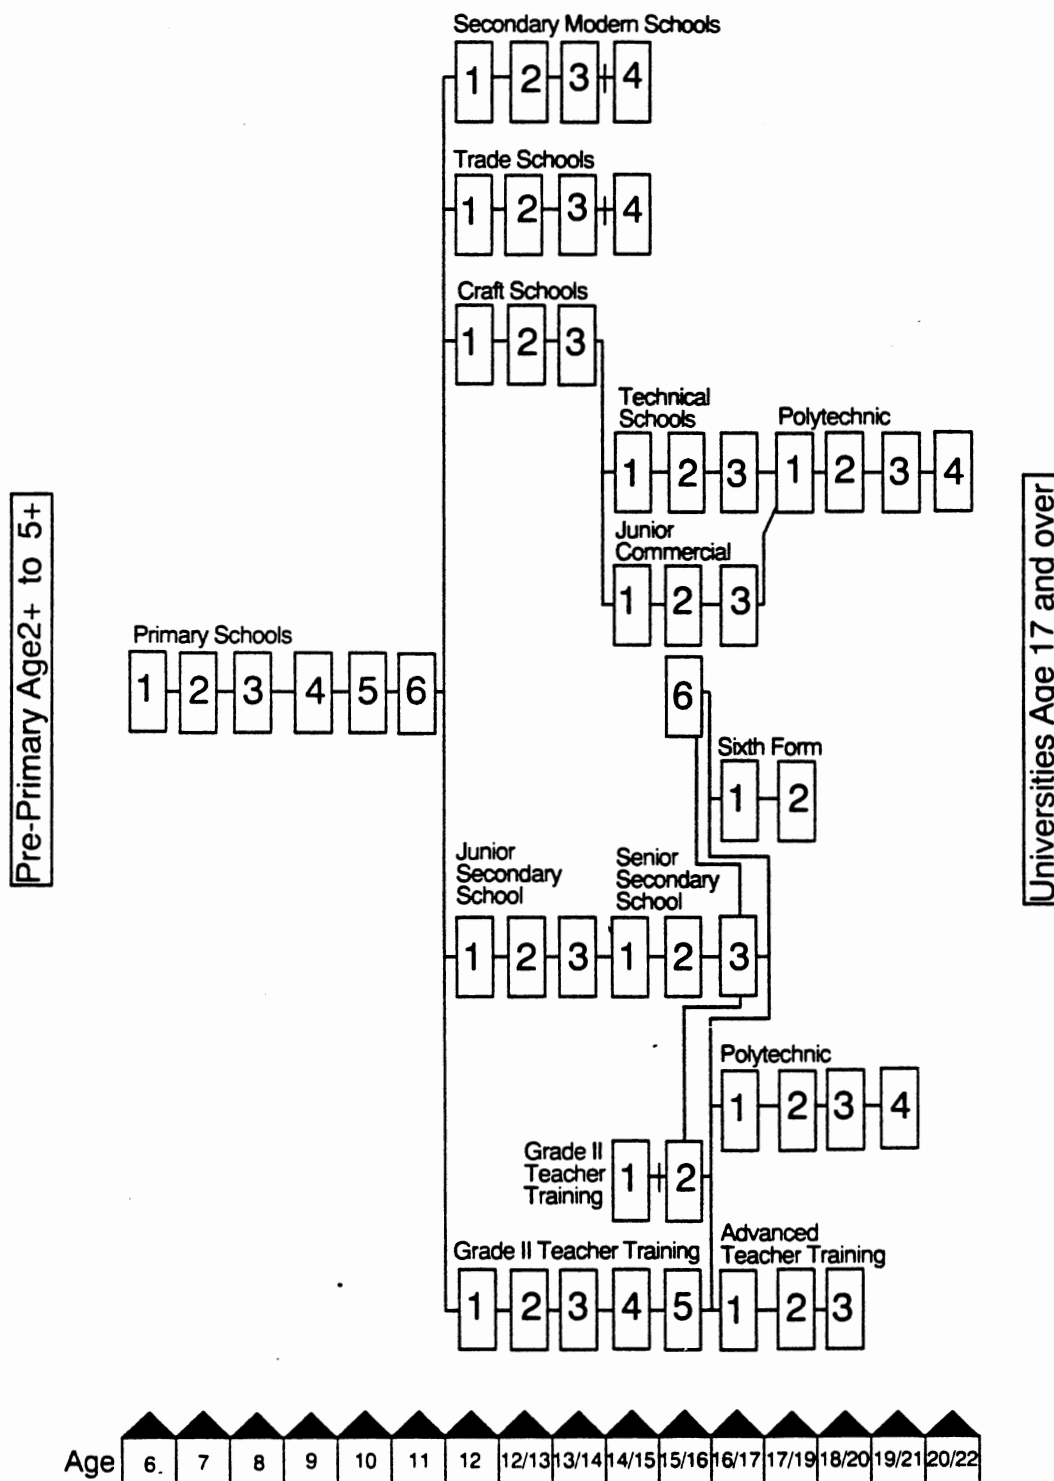 Secondary Modern Schools
1 2 3 4
Trade Schools
1 2 3 4
Craft Schools
1 2 3
Technical
Schools
Polytechnic
1 2 3 1 2 3 4
Junior
Commercial
1 2 3
Pre-Primary Age2+ to 5+
Primary Schools
1 2 3 4 5 6
6
Sixth Form
1 2
Universities Age 17 and over
Junior
Secondary
School
Senior
Secondary
School
1 2 3 1 2 3
Polytechnic
1 2 3 4
Grade II
Teacher
Training
1 2
Grade II Teacher Training
Advanced
Teacher Training
1 2 3 4 5 1 2 3
Age 6 7 8 9 10 11 12 12/13 13/14 14/15 15/16 16/17 17/19 18/20 19/21 20/22